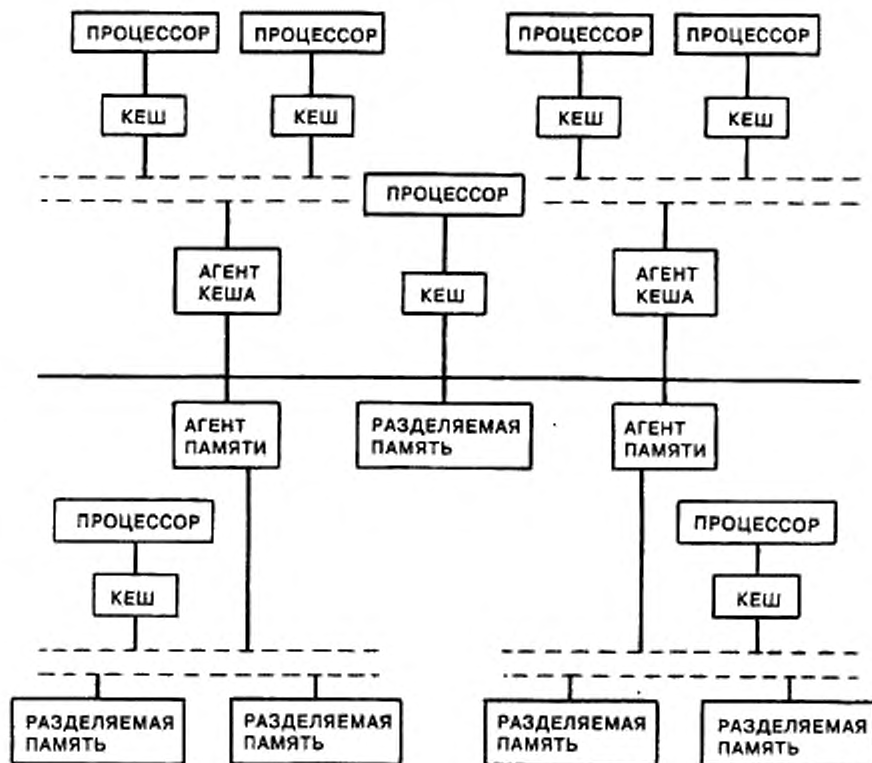 ПРОЦЕССОР
ПРОЦЕССОР
ПРОЦЕССОР
ПРОЦЕССОР
КЕШ
КЕШ
КЕШ
КЕШ
ПРОЦЕССОР
АГЕНТ
КЕША
КЕШ
АГЕНТ
КЕША
АГЕНТ
ПАМЯТИ
РАЗДЕЛЯЕМАЯ
ПАМЯТЬ
АГЕНТ
ПАМЯТИ
ПРОЦЕССОР
ПРОЦЕССОР
КЕШ
КЕШ
РАЗДЕЛЯЕМАЯ
ПАМЯТЬ
РАЗДЕЛЯЕМАЯ
ПАМЯТЬ
РАЗДЕЛЯЕМАЯ
ПАМЯТЬ
РАЗДЕЛЯЕМАЯ
ПАМЯТЬ